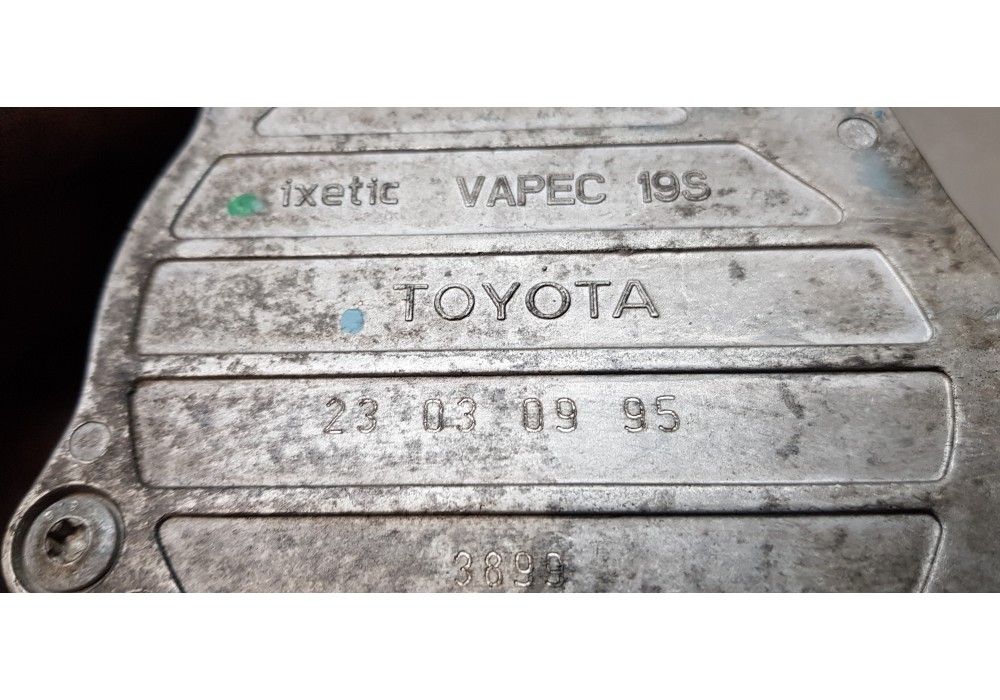 ixetic VAPEC 19S
TOYOTA
23 03 09 95
3899